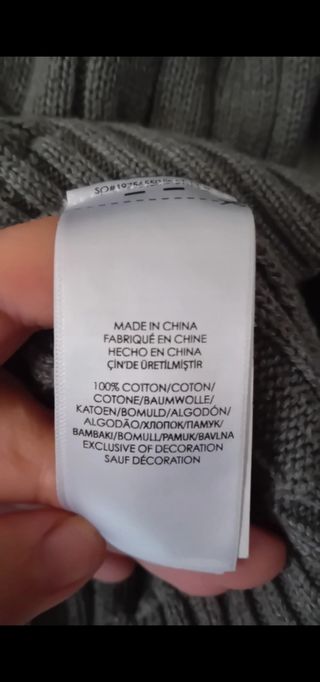 MADE IN CHINA
FABRIQUÉ EN CHINE
HECHO EN CHINA
ÇİN'DE ÜRETİLMİŞTİR
100% COTTON/COTON/
COTONE/BAUMWOLLE/
KATOEN/BOMULD/ALGODÓN/
ALGODÃO/ХЛОПОК/ПАМУК/
BAMBAKI/BOMULL/PAMUK/BAVLNA
EXCLUSIVE OF DECORATION
SAUF DÉCORATION